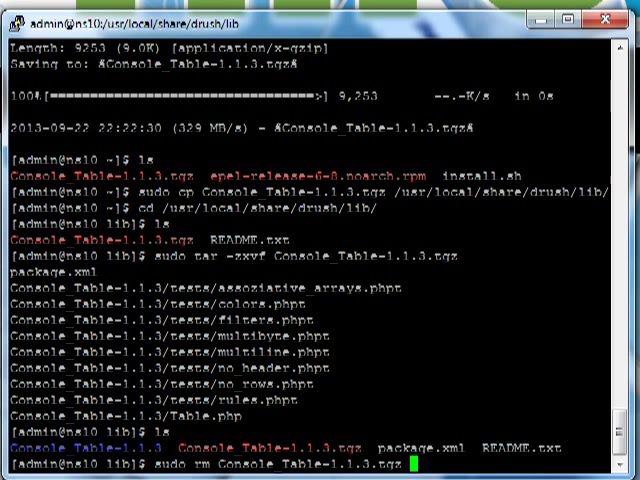 admin@ns10:/usr/local/share/drush/lib
Length: 9253 (9.0K) [application/x-gzip]
Saving to: âConsole_Table-1.1.3.tgzâ
100%[=================================>] 9,253 --.-K/s in 0s
2013-09-22 22:22:30 (329 MB/s) - âConsole_Table-1.1.3.tgzâ
[admin@ns10 ~]$ ls
Console_Table-1.1.3.tgz epel-release-6-8.noarch.rpm install.sh
[admin@ns10 ~]$ sudo cp Console_Table-1.1.3.tgz /usr/local/share/drush/lib/
[admin@ns10 ~]$ cd /usr/local/share/drush/lib/
[admin@ns10 lib]$ ls
Console_Table-1.1.3.tgz README.txt
[admin@ns10 lib]$ sudo tar -zxvf Console_Table-1.1.3.tgz
package.xml
Console_Table-1.1.3/tests/assoziative_arrays.phpt
Console_Table-1.1.3/tests/colors.phpt
Console_Table-1.1.3/tests/filters.phpt
Console_Table-1.1.3/tests/multibyte.phpt
Console_Table-1.1.3/tests/multiline.phpt
Console_Table-1.1.3/tests/no_header.phpt
Console_Table-1.1.3/tests/no_rows.phpt
Console_Table-1.1.3/tests/rules.phpt
Console_Table-1.1.3/Table.php
[admin@ns10 lib]$ ls
Console_Table-1.1.3 Console_Table-1.1.3.tgz package.xml README.txt
[admin@ns10 lib]$ sudo rm Console_Table-1.1.3.tgz